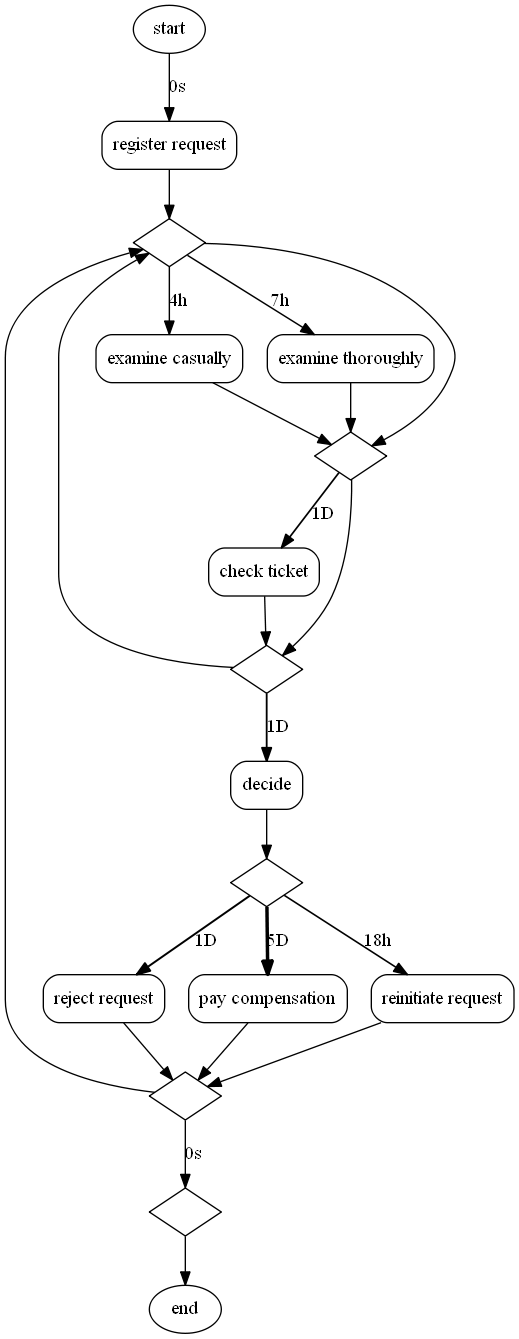 start
0s
register request
4h
7h
examine casually
examine thoroughly
1D
check ticket
1D
decide
1D
5D
18h
reject request
pay compensation
reinitiate request
0s
end